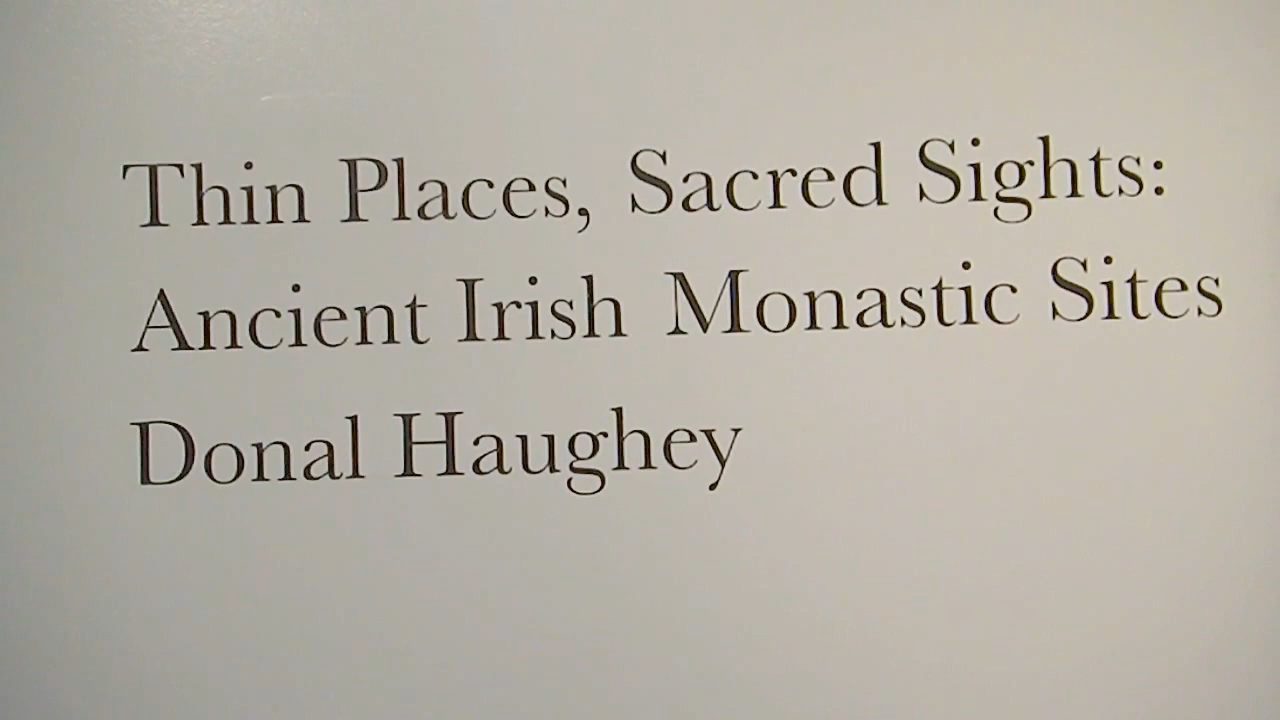 Thin Places, Sacred Sights:
Ancient Irish Monastic Sites
Donal Haughey